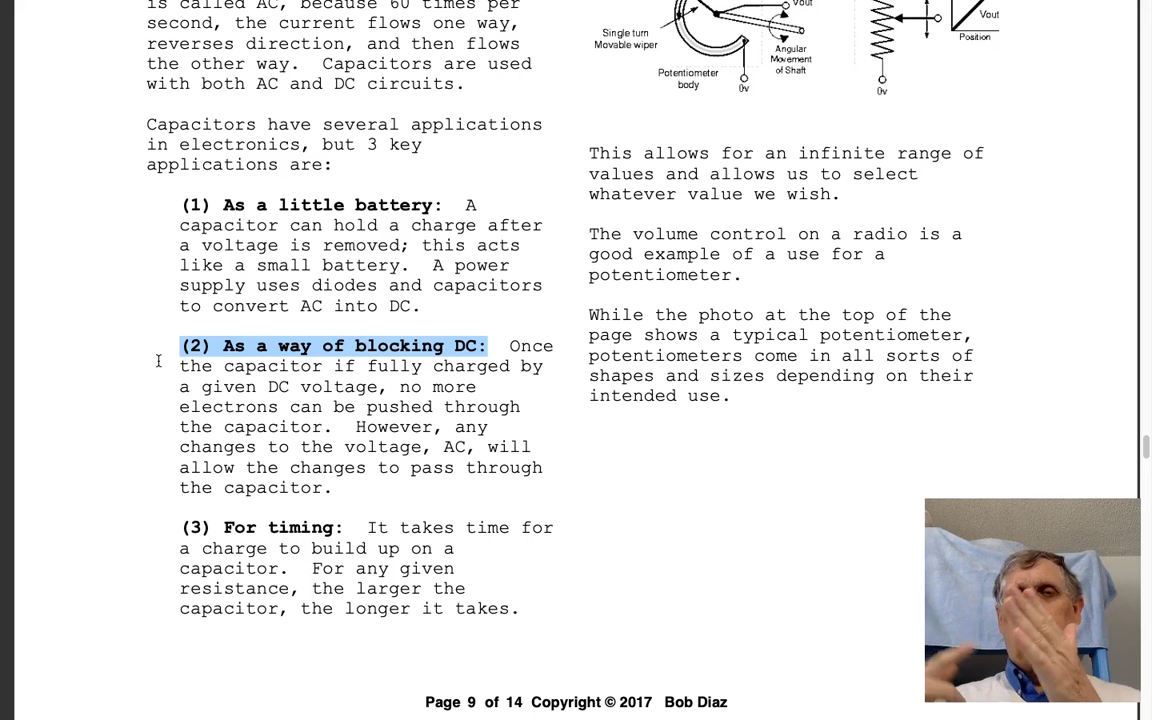 is called AC, because 60 times per
second, the current flows one way,
reverses direction, and then flows
the other way.  Capacitors are used
with both AC and DC circuits.
Capacitors have several applications
in electronics, but 3 key
applications are:
(1) As a little battery:  A
capacitor can hold a charge after
a voltage is removed; this acts
like a small battery.  A power
supply uses diodes and capacitors
to convert AC into DC.
(2) As a way of blocking DC:  Once
the capacitor if fully charged by
a given DC voltage, no more
electrons can be pushed through
the capacitor.  However, any
changes to the voltage, AC, will
allow the changes to pass through
the capacitor.
(3) For timing:  It takes time for
a charge to build up on a
capacitor.  For any given
resistance, the larger the
capacitor, the longer it takes.
Vout
Single turn
Movable wiper
Angular
Movement
of Shaft
Potentiometer
body
0v
Vout
Position
0v
This allows for an infinite range of
values and allows us to select
whatever value we wish.
The volume control on a radio is a
good example of a use for a
potentiometer.
While the photo at the top of the
page shows a typical potentiometer,
potentiometers come in all sorts of
shapes and sizes depending on their
intended use.
Page 9 of 14 Copyright © 2017 Bob Diaz